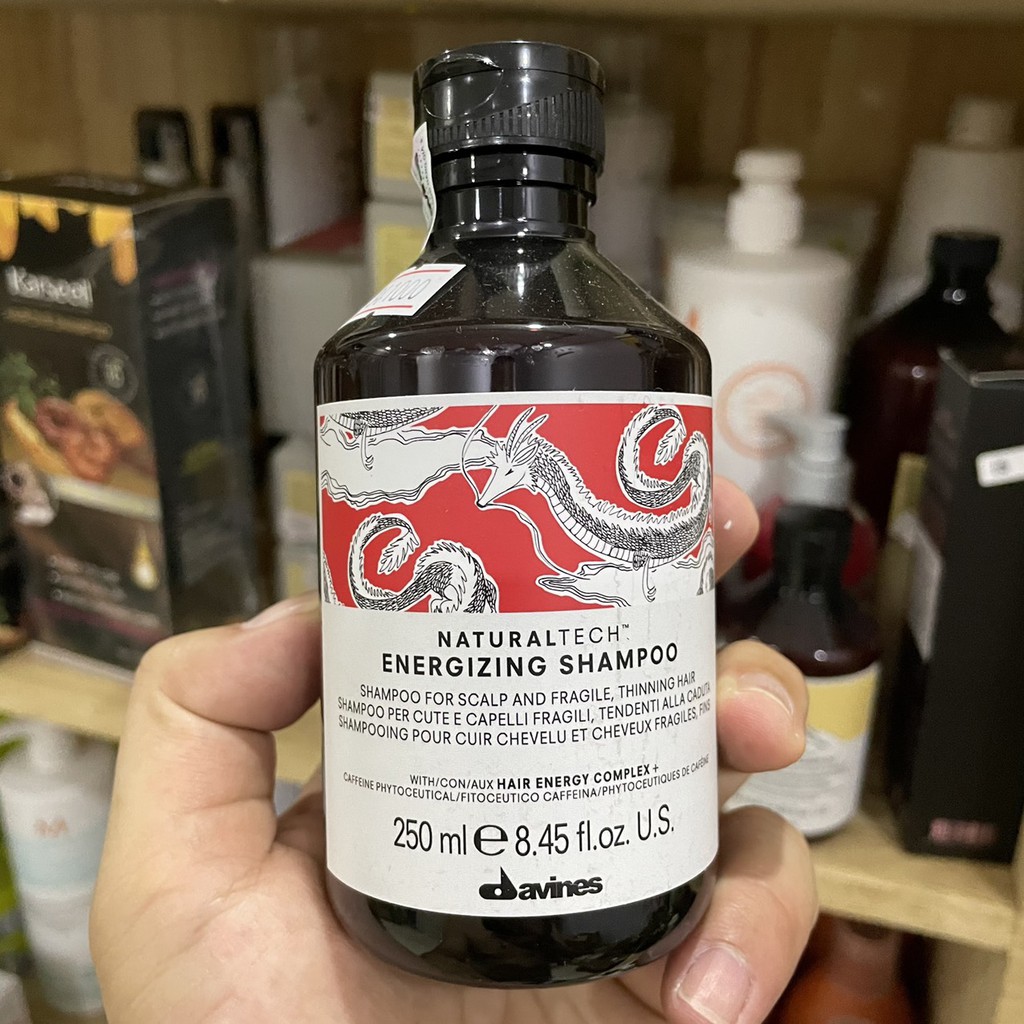 Karseell
NATURALTECH™
ENERGIZING SHAMPOO
SHAMPOO FOR SCALP AND FRAGILE, THINNING HAIR
SHAMPOO PER CUTE E CAPELLI FRAGILI, TENDENTI ALLA CADUTA
SHAMPOOING POUR CUIR CHEVELU ET CHEVEUX FRAGILES, FINS
WITH/CON/AUX HAIR ENERGY COMPLEX +
CAFFEINE PHYTOCEUTICAL/FITOCEUTICO CAFFEINA/PHYTOCEUTIQUES DE CAFÉINE
250 ml ℮ 8.45 fl.oz. U.S.
davines